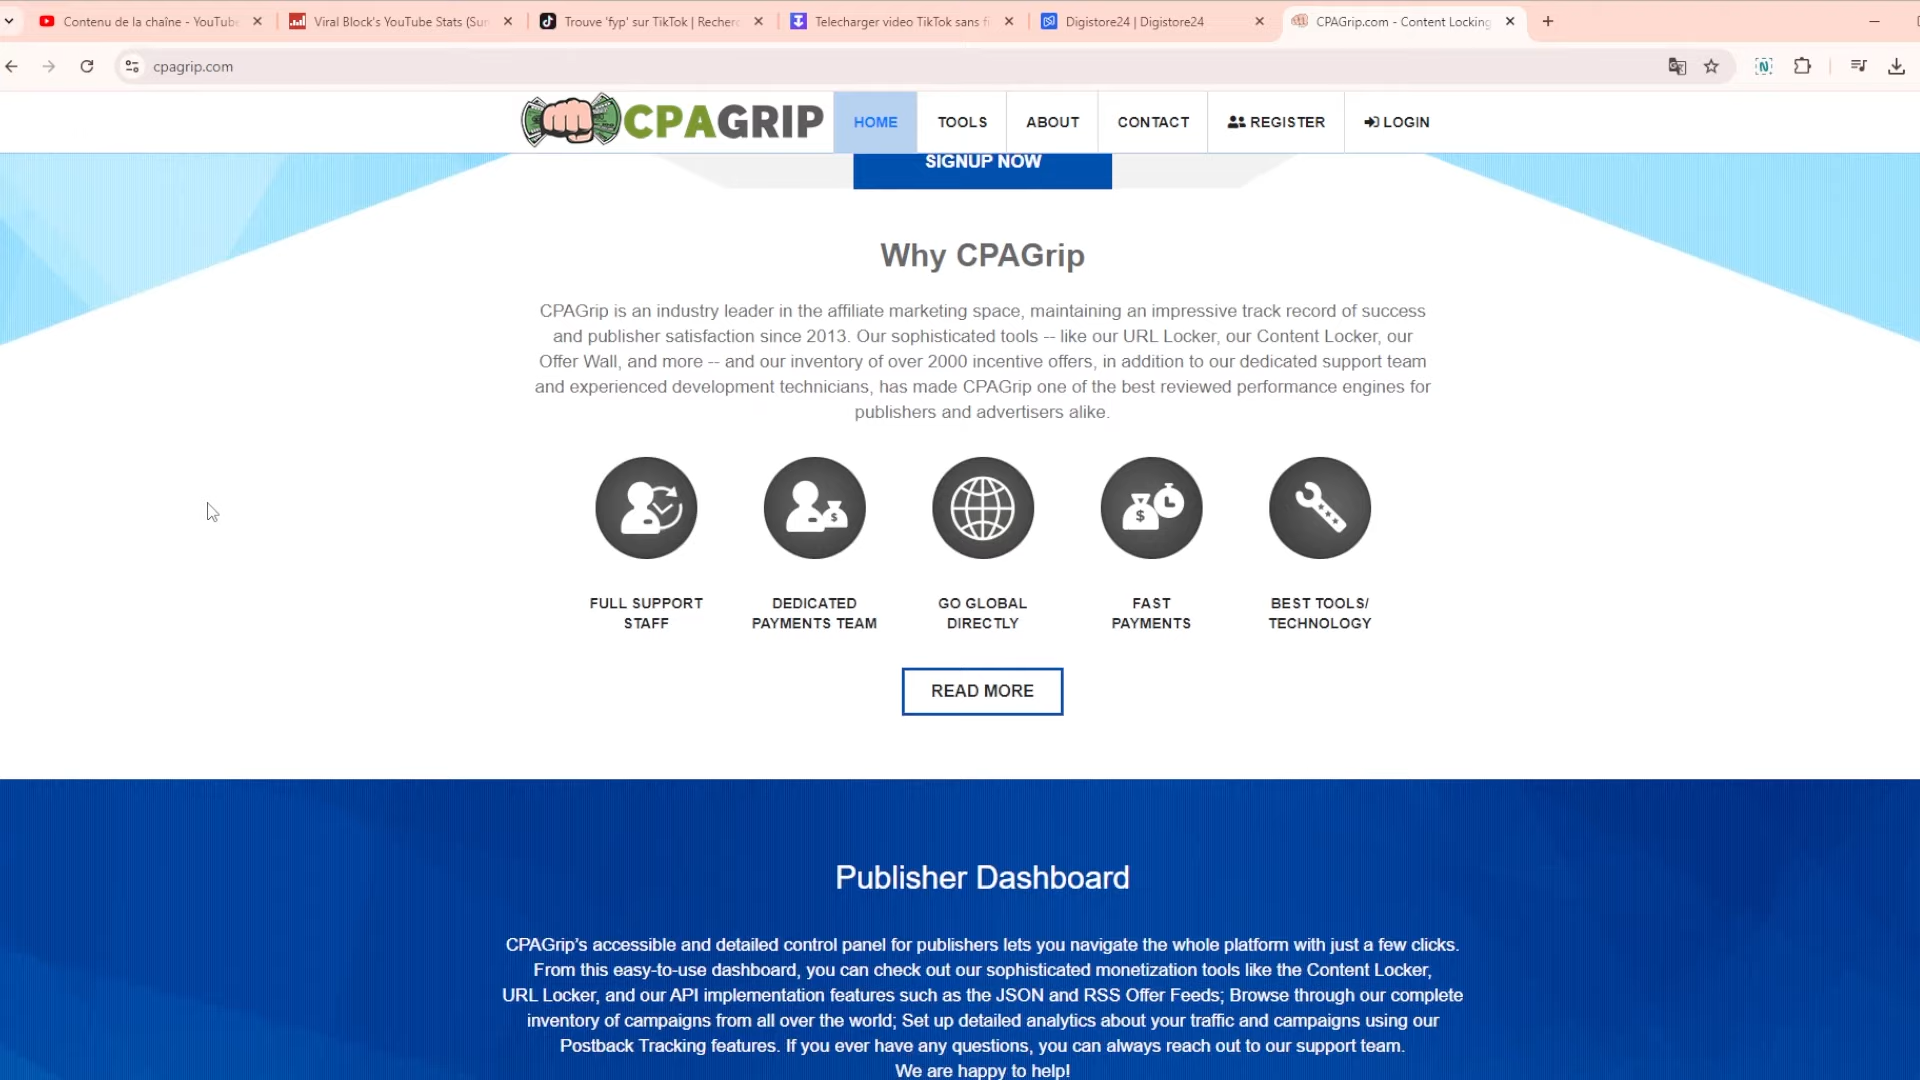 Contenu de la chaîne - YouTube
Viral Block's YouTube Stats (Sum
Trouve 'fyp' sur TikTok | Recher
Telecharger video TikTok sans fi
Digistore24 | Digistore24
CPAGrip.com - Content Locking
cpagrip.com
CPAGRIP
HOME
TOOLS
ABOUT
CONTACT
REGISTER
LOGIN
SIGNUP NOW
Why CPAGrip
CPAGrip is an industry leader in the affiliate marketing space, maintaining an impressive track record of success
and publisher satisfaction since 2013. Our sophisticated tools -- like our URL Locker, our Content Locker, our
Offer Wall, and more -- and our inventory of over 2000 incentive offers, in addition to our dedicated support team
and experienced development technicians, has made CPAGrip one of the best reviewed performance engines for
publishers and advertisers alike.
FULL SUPPORT
STAFF
DEDICATED
PAYMENTS TEAM
GO GLOBAL
DIRECTLY
FAST
PAYMENTS
BEST TOOLS/
TECHNOLOGY
READ MORE
Publisher Dashboard
CPAGrip's accessible and detailed control panel for publishers lets you navigate the whole platform with just a few clicks.
From this easy-to-use dashboard, you can check out our sophisticated monetization tools like the Content Locker,
URL Locker, and our API implementation features such as the JSON and RSS Offer Feeds; Browse through our complete
inventory of campaigns from all over the world; Set up detailed analytics about your traffic and campaigns using our
Postback Tracking features. If you ever have any questions, you can always reach out to our support team.
We are happy to help!